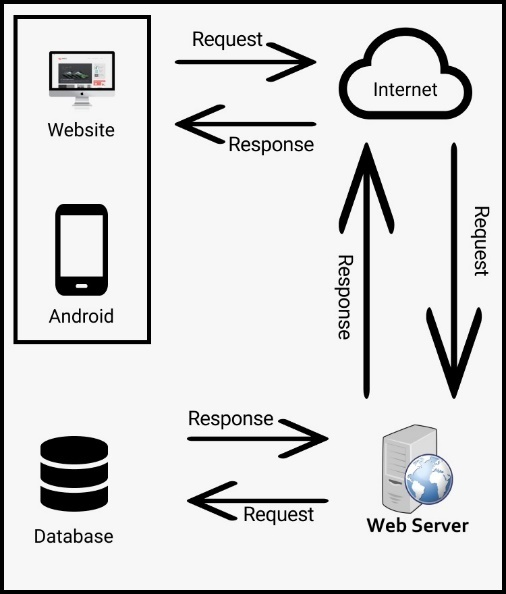 Request
Internet
Website
Response
Request
Response
Android
Response
Request
Database
Web Server